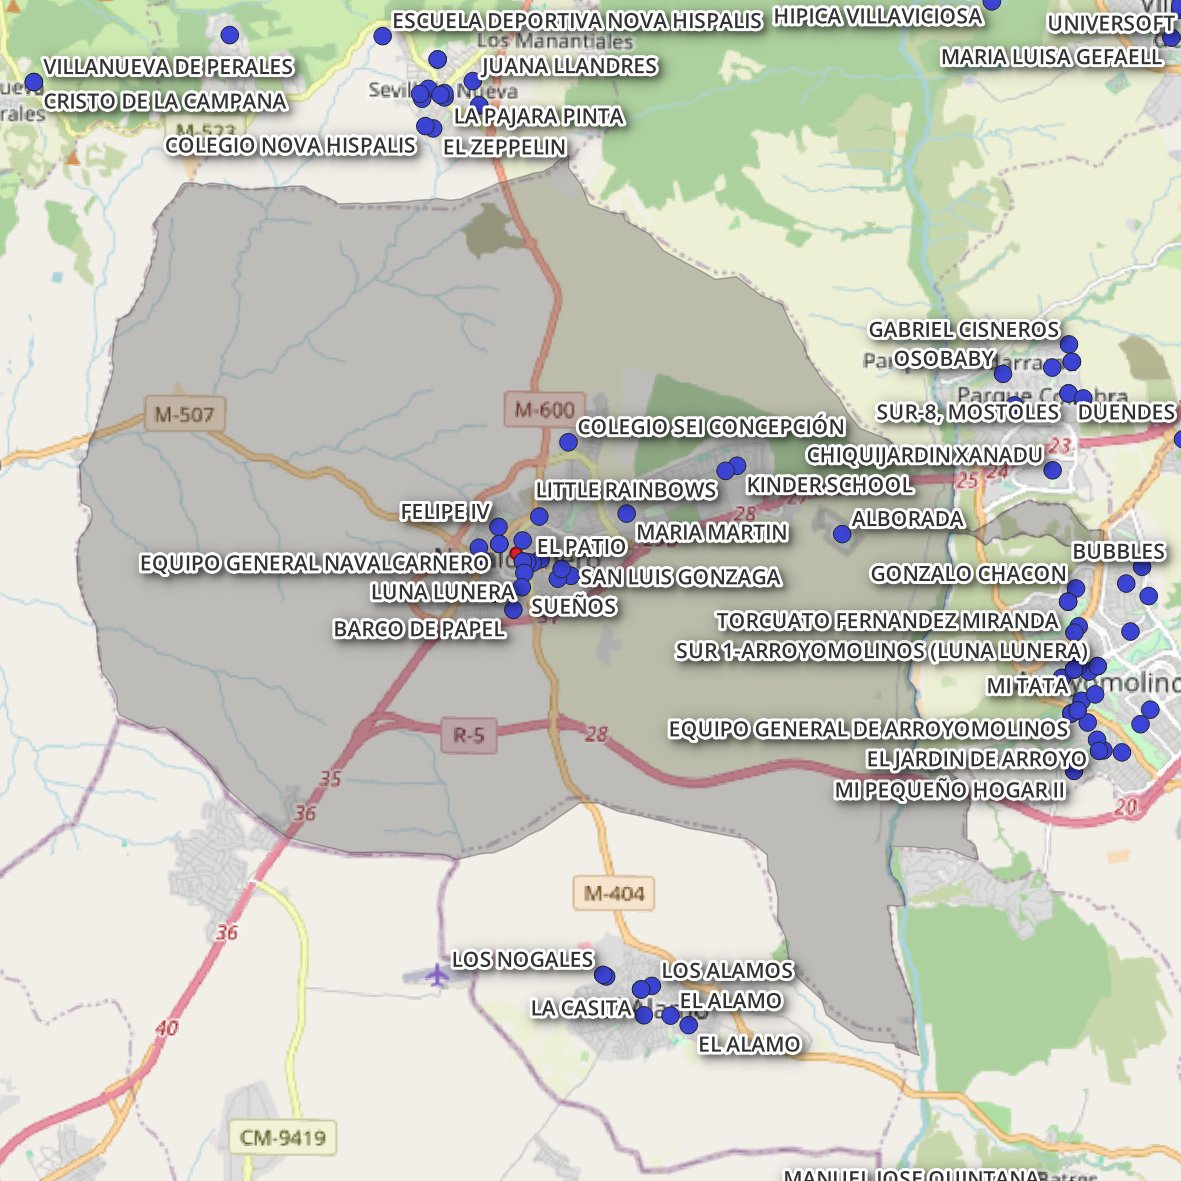 ESCUELA DEPORTIVA NOVA HISPALIS
HIPICA VILLAVICIOSA
UNIVERSOFT
Los Manantiales
MARIA LUISA GEFAELL
VILLANUEVA DE PERALES
JUANA LLANDRES
CRISTO DE LA CAMPANA
LA PAJARA PINTA
M-523
COLEGIO NOVA HISPALIS
EL ZEPPELIN
GABRIEL CISNEROS
OSOBABY
M-507
M-600
SUR-8, MOSTOLES
DUENDES
COLEGIO SEI CONCEPCIÓN
23
CHIQUIJARDIN XANADU
24
25
KINDER SCHOOL
LITTLE RAINBOWS
27
FELIPE IV
28
ALBORADA
MARIA MARTIN
EL PATIO
BUBBLES
EQUIPO GENERAL NAVALCARNERO
GONZALO CHACON
SAN LUIS GONZAGA
LUNA LUNERA
SUEÑOS
31
TORCUATO FERNANDEZ MIRANDA
BARCO DE PAPEL
SUR 1-ARROYOMOLINOS (LUNA LUNERA)
MI TATA
R-5
28
EQUIPO GENERAL DE ARROYOMOLINOS
EL JARDIN DE ARROYO
35
MI PEQUEÑO HOGAR II
36
20
M-404
36
LOS NOGALES
LOS ALAMOS
LA CASITA
EL ALAMO
40
EL ALAMO
CM-9419
MANUEL JOSE QUINTANA